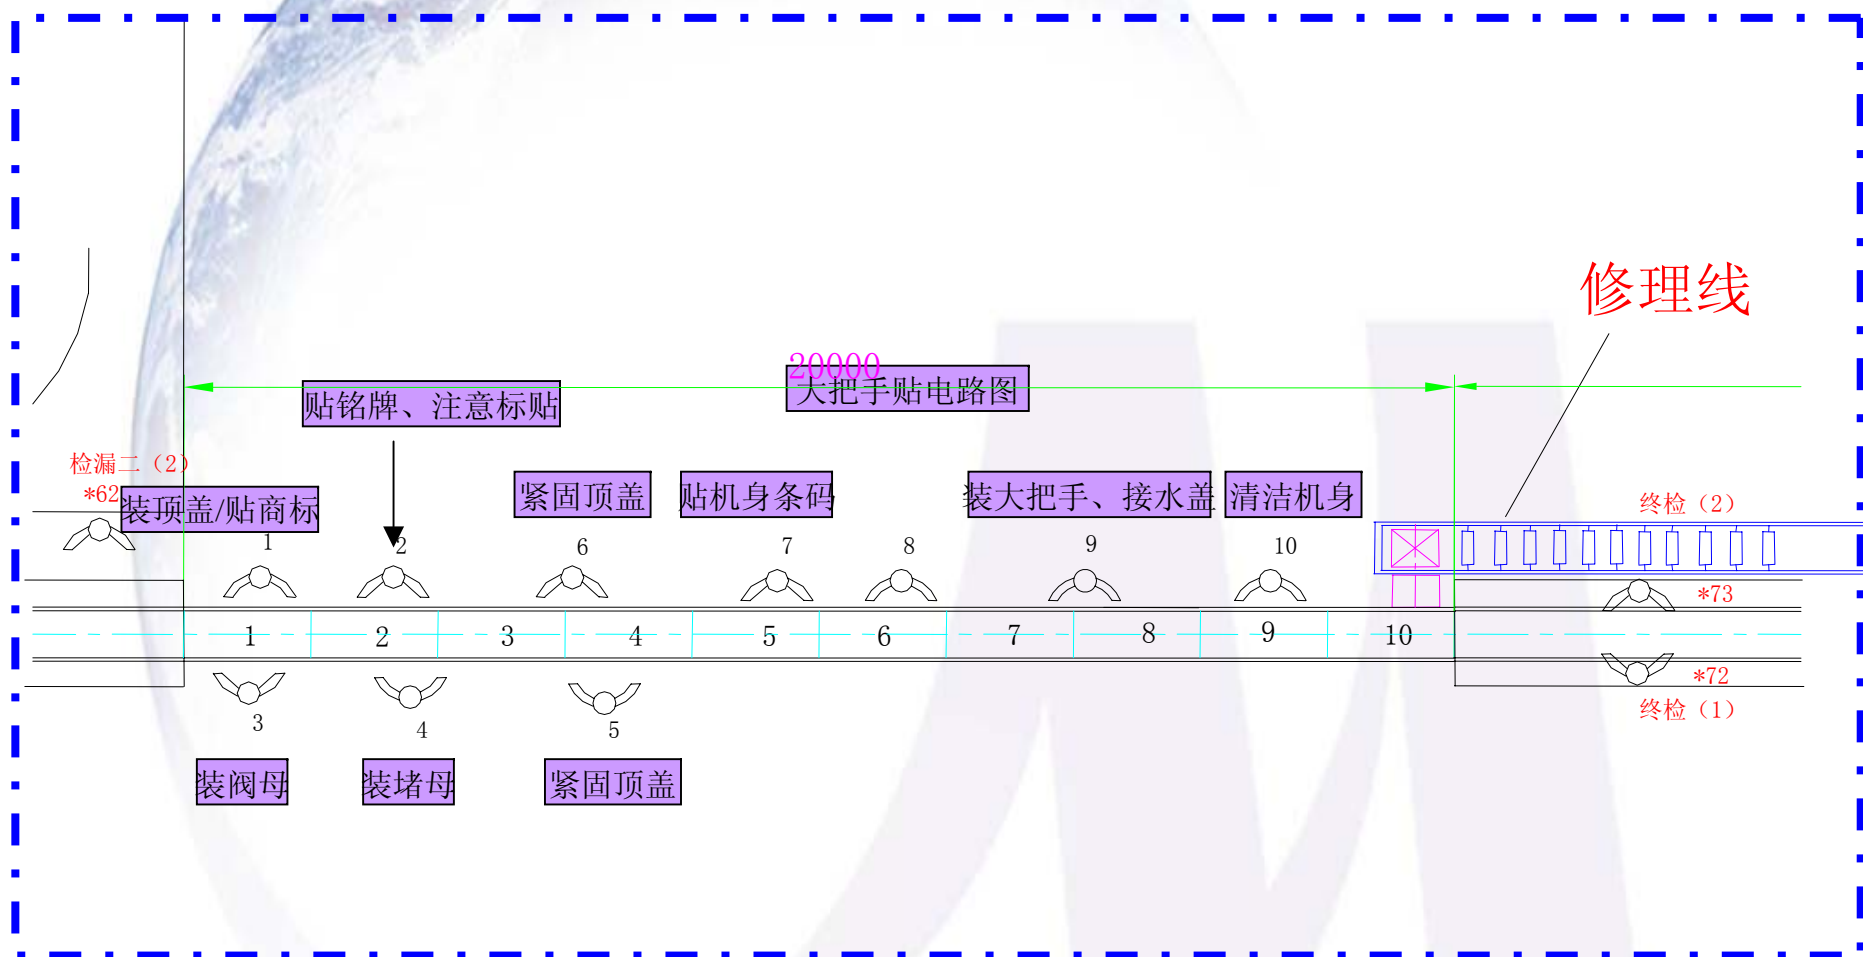 修理线
20000
大把手贴电路图
贴铭牌、注意标贴
检漏二（2）
*62
装顶盖/贴商标
紧固顶盖
贴机身条码
装大把手、接水盖
清洁机身
终检（2）
1
2
6
7
8
9
10
*73
1
2
3
4
5
6
7
8
9
10
*72
3
4
5
终检（1）
装阀母
装堵母
紧固顶盖